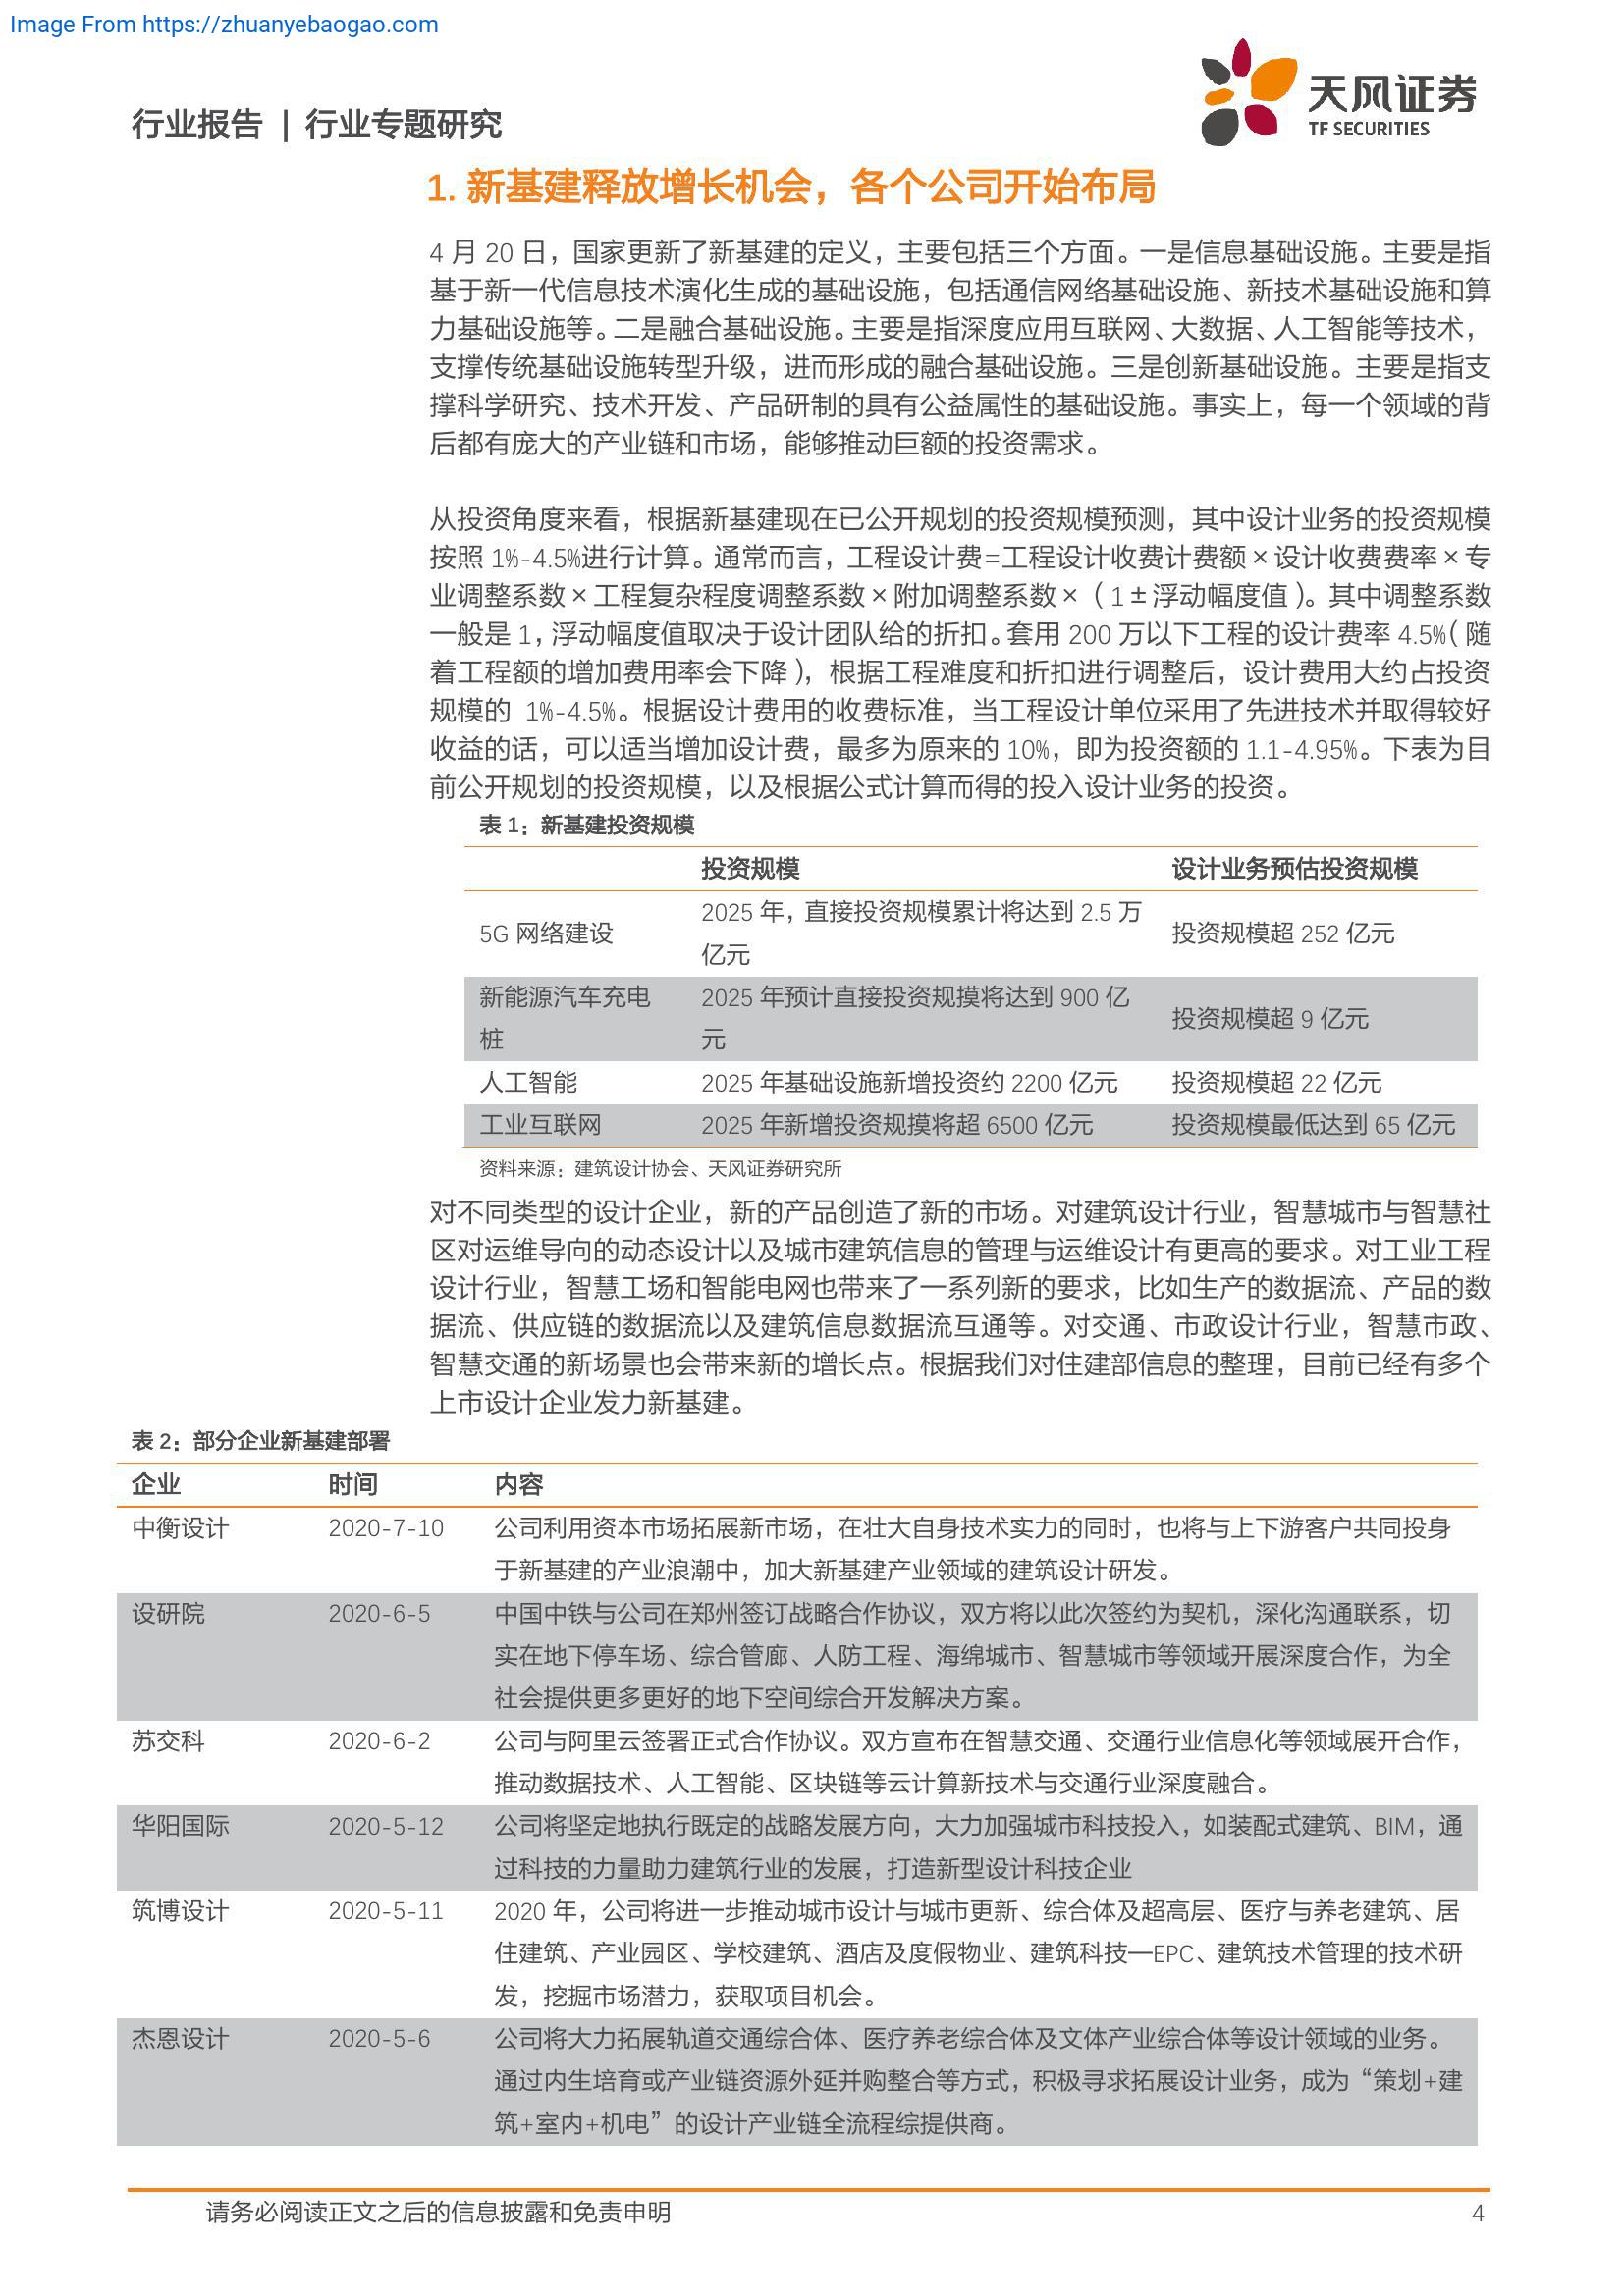 Image From https://zhuanyebaogao.com
天风证券
TF SECURITIES
行业报告 | 行业专题研究
1. 新基建释放增长机会，各个公司开始布局
4 月 20 日，国家更新了新基建的定义，主要包括三个方面。一是信息基础设施。主要是指
基于新一代信息技术演化生成的基础设施，包括通信网络基础设施、新技术基础设施和算
力基础设施等。二是融合基础设施。主要是指深度应用互联网、大数据、人工智能等技术，
支撑传统基础设施转型升级，进而形成的融合基础设施。三是创新基础设施。主要是指支
撑科学研究、技术开发、产品研制的具有公益属性的基础设施。事实上，每一个领域的背
后都有庞大的产业链和市场，能够推动巨额的投资需求。
从投资角度来看，根据新基建现在已公开规划的投资规模预测，其中设计业务的投资规模
按照 1%-4.5%进行计算。通常而言，工程设计费=工程设计收费计费额×设计收费费率×专
业调整系数×工程复杂程度调整系数×附加调整系数×（1±浮动幅度值）。其中调整系数
一般是 1，浮动幅度值取决于设计团队给的折扣。套用 200 万以下工程的设计费率 4.5%（随
着工程额的增加费用率会下降），根据工程难度和折扣进行调整后，设计费用大约占投资
规模的 1%-4.5%。根据设计费用的收费标准，当工程设计单位采用了先进技术并取得较好
收益的话，可以适当增加设计费，最多为原来的 10%，即为投资额的 1.1-4.95%。下表为目
前公开规划的投资规模，以及根据公式计算而得的投入设计业务的投资。
表 1：新基建投资规模
投资规模 设计业务预估投资规模
5G 网络建设 2025 年，直接投资规模累计将达到 2.5 万
亿元 投资规模超 252 亿元
新能源汽车充电 2025 年预计直接投资规摸将达到 900 亿
桩 元 投资规模超 9 亿元
人工智能 2025 年基础设施新增投资约 2200 亿元 投资规模超 22 亿元
工业互联网 2025 年新增投资规摸将超 6500 亿元 投资规模最低达到 65 亿元
资料来源：建筑设计协会、天风证券研究所
对不同类型的设计企业，新的产品创造了新的市场。对建筑设计行业，智慧城市与智慧社
区对运维导向的动态设计以及城市建筑信息的管理与运维设计有更高的要求。对工业工程
设计行业，智慧工场和智能电网也带来了一系列新的要求，比如生产的数据流、产品的数
据流、供应链的数据流以及建筑信息数据流互通等。对交通、市政设计行业，智慧市政、
智慧交通的新场景也会带来新的增长点。根据我们对住建部信息的整理，目前已经有多个
上市设计企业发力新基建。
表 2：部分企业新基建部署
企业 时间 内容
中衡设计 2020-7-10 公司利用资本市场拓展新市场，在壮大自身技术实力的同时，也将与上下游客户共同投身
于新基建的产业浪潮中，加大新基建产业领域的建筑设计研发。
设研院 2020-6-5 中国中铁与公司在郑州签订战略合作协议，双方将以此次签约为契机，深化沟通联系，切
实在地下停车场、综合管廊、人防工程、海绵城市、智慧城市等领域开展深度合作，为全
社会提供更多更好的地下空间综合开发解决方案。
苏交科 2020-6-2 公司与阿里云签署正式合作协议。双方宣布在智慧交通、交通行业信息化等领域展开合作，
推动数据技术、人工智能、区块链等云计算新技术与交通行业深度融合。
华阳国际 2020-5-12 公司将坚定地执行既定的战略发展方向，大力加强城市科技投入，如装配式建筑、BIM，通
过科技的力量助力建筑行业的发展，打造新型设计科技企业
筑博设计 2020-5-11 2020 年，公司将进一步推动城市设计与城市更新、综合体及超高层、医疗与养老建筑、居
住建筑、产业园区、学校建筑、酒店及度假物业、建筑科技—EPC、建筑技术管理的技术研
发，挖掘市场潜力，获取项目机会。
杰恩设计 2020-5-6 公司将大力拓展轨道交通综合体、医疗养老综合体及文体产业综合体等设计领域的业务。
通过内生培育或产业链资源外延并购整合等方式，积极寻求拓展设计业务，成为“策划+建
筑+室内+机电”的设计产业链全流程综提供商。
请务必阅读正文之后的信息披露和免责申明 4